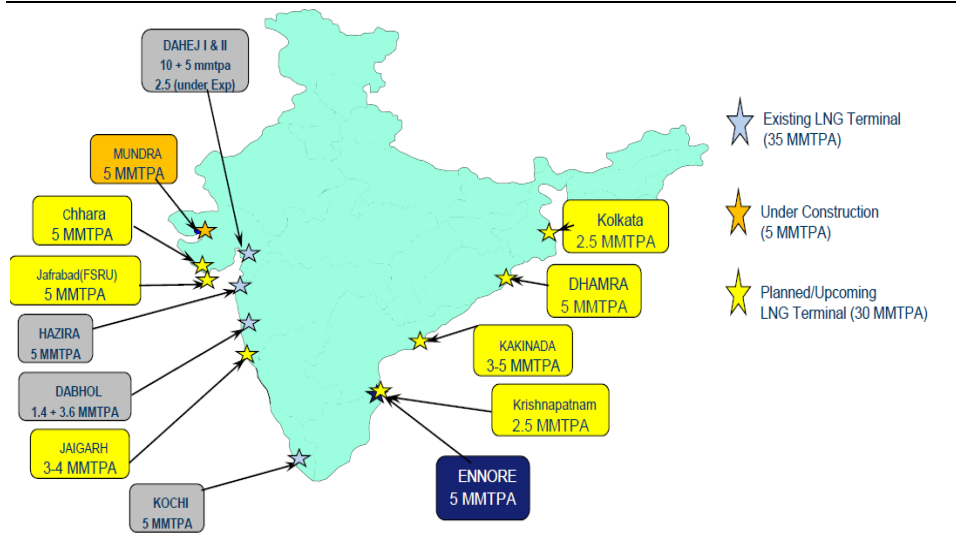 DAHEJ I & II
10 + 5 mmtpa
2.5 (under Exp)
MUNDRA
5 MMTPA
Chhara
5 MMTPA
Jafrabad(FSRU)
5 MMTPA
HAZIRA
5 MMTPA
DABHOL
1.4 + 3.6 MMTPA
JAIGARH
3-4 MMTPA
KOCHI
5 MMTPA
Kolkata
2.5 MMTPA
DHAMRA
5 MMTPA
KAKINADA
3-5 MMTPA
Krishnapatnam
2.5 MMTPA
ENNORE
5 MMTPA
Existing LNG Terminal
(35 MMTPA)
Under Construction
(5 MMTPA)
Planned/Upcoming
LNG Terminal (30 MMTPA)